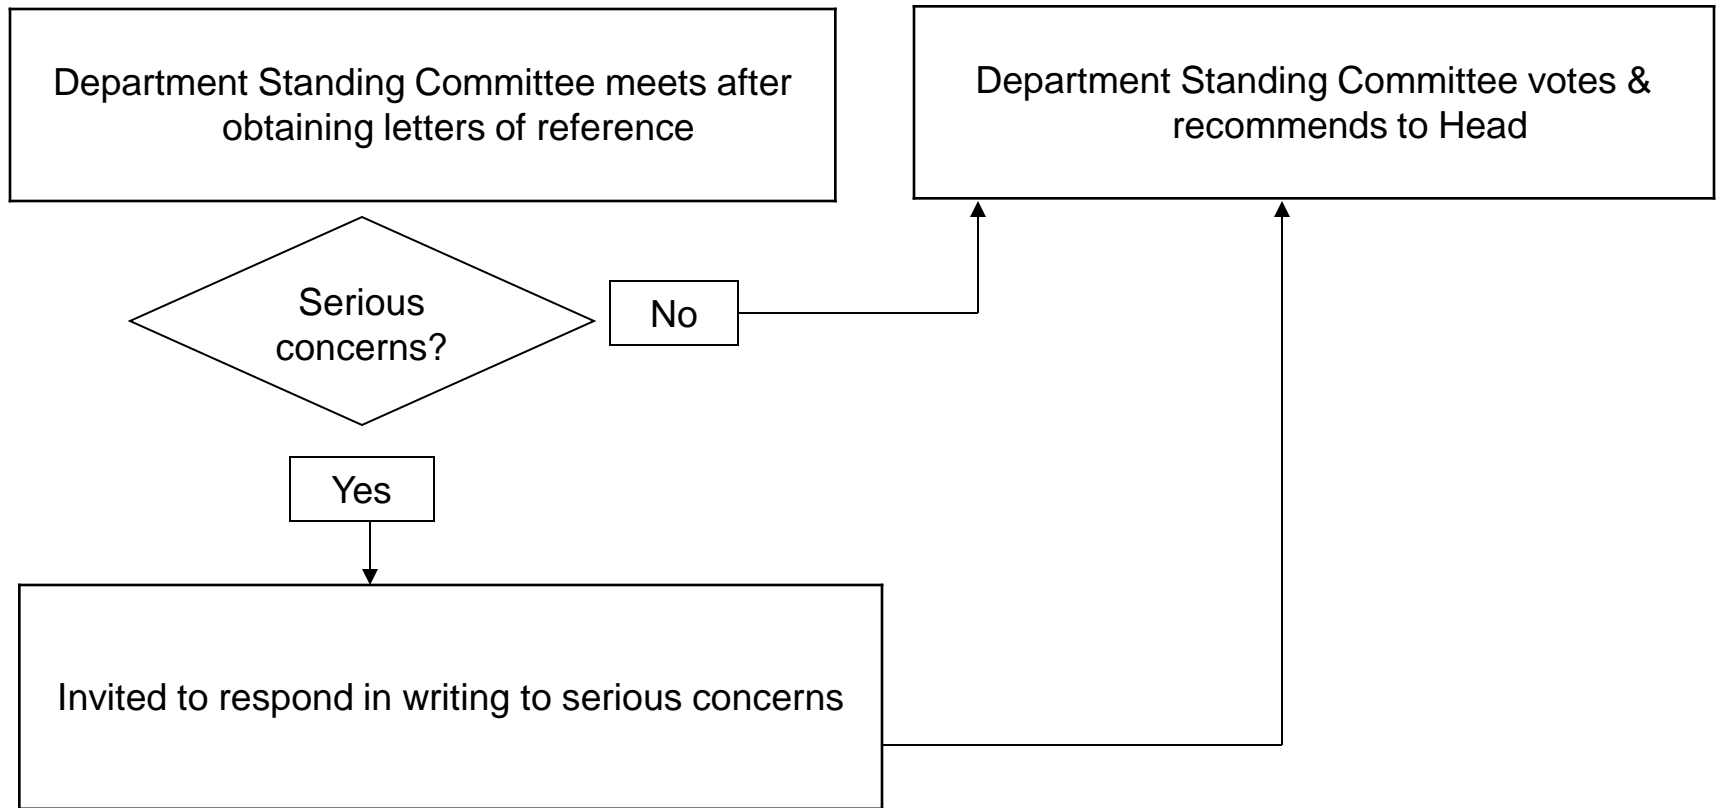 Department Standing Committee meets after
obtaining letters of reference
Department Standing Committee votes &
recommends to Head
Serious
concerns?
No
Yes
Invited to respond in writing to serious concerns